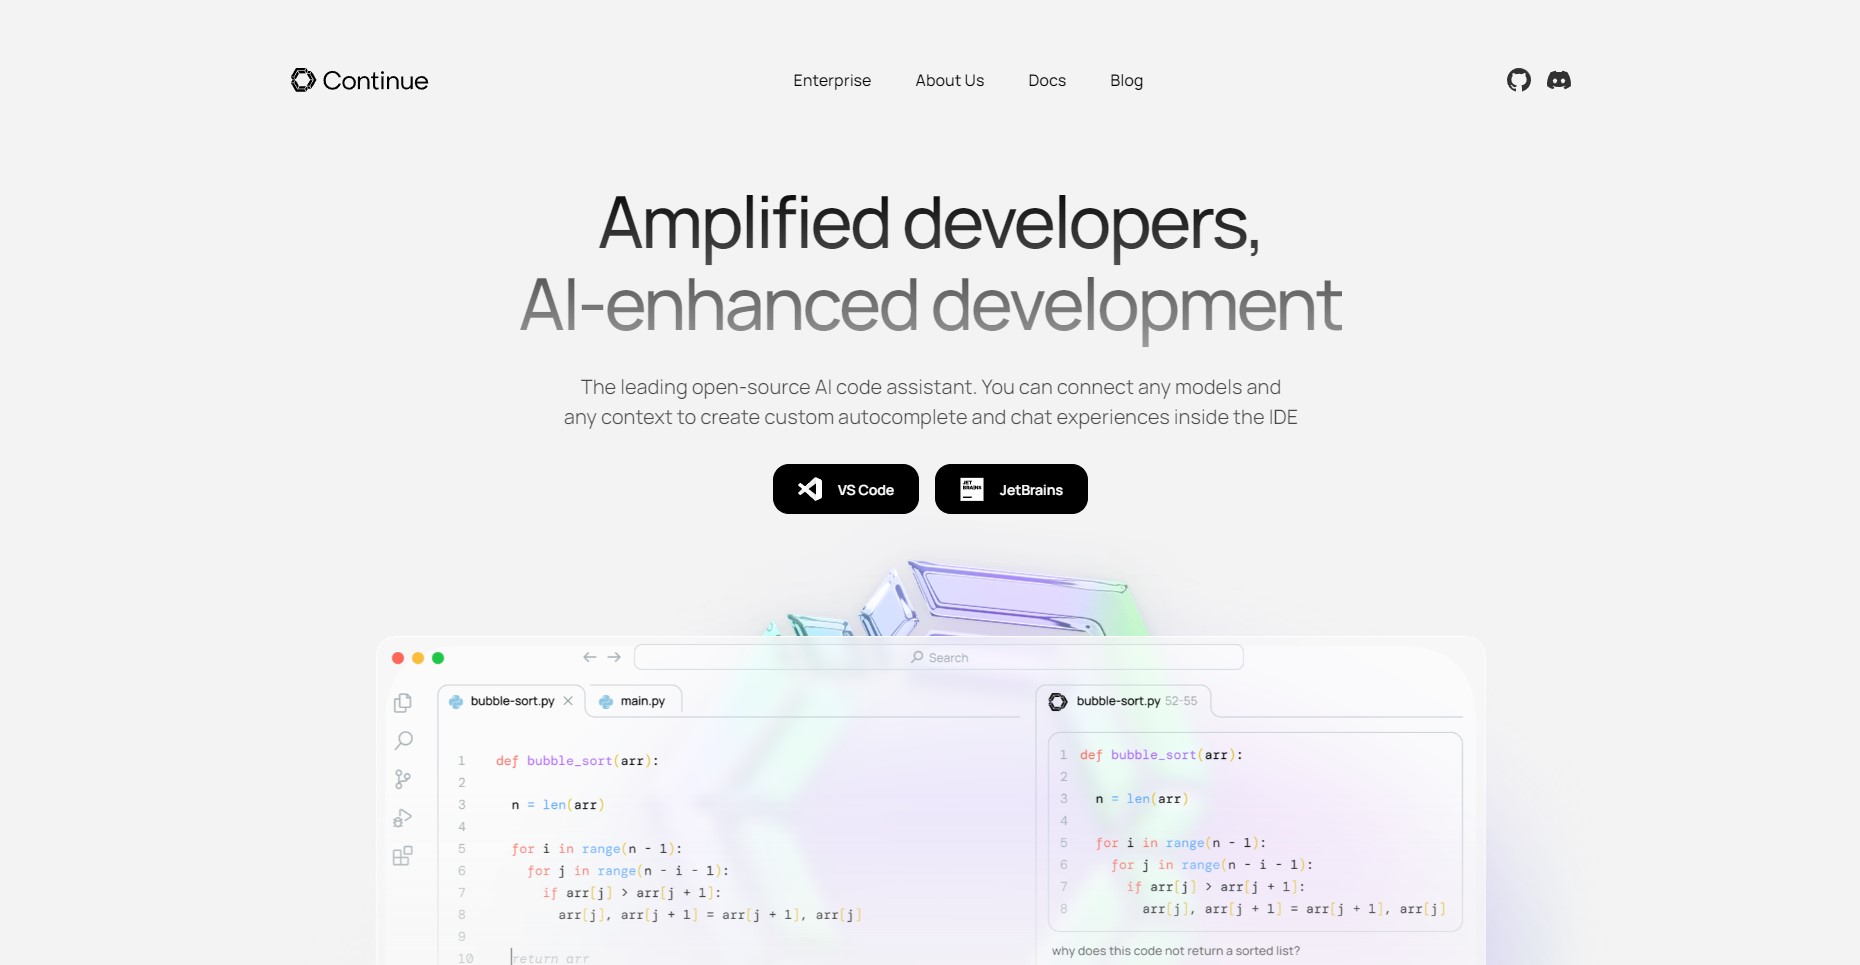 Continue
Enterprise About Us Docs Blog
Amplified developers,
AI-enhanced development
The leading open-source AI code assistant. You can connect any models and
any context to create custom autocomplete and chat experiences inside the IDE
VS Code
JET BRAINS JetBrains
Search
bubble-sort.py main.py
1 def bubble_sort(arr):
2
3 n = len(arr)
4
5 for i in range(n - 1):
6 for j in range(n - i - 1):
7 if arr[j] > arr[j + 1]:
8 arr[j], arr[j + 1] = arr[j + 1], arr[j]
9
10 return arr
bubble-sort.py 52-55
1 def bubble_sort(arr):
2
3 n = len(arr)
4
5 for i in range(n - 1):
6 for j in range(n - i - 1):
7 if arr[j] > arr[j + 1]:
8 arr[j], arr[j + 1] = arr[j + 1], arr[j]
why does this code not return a sorted list?